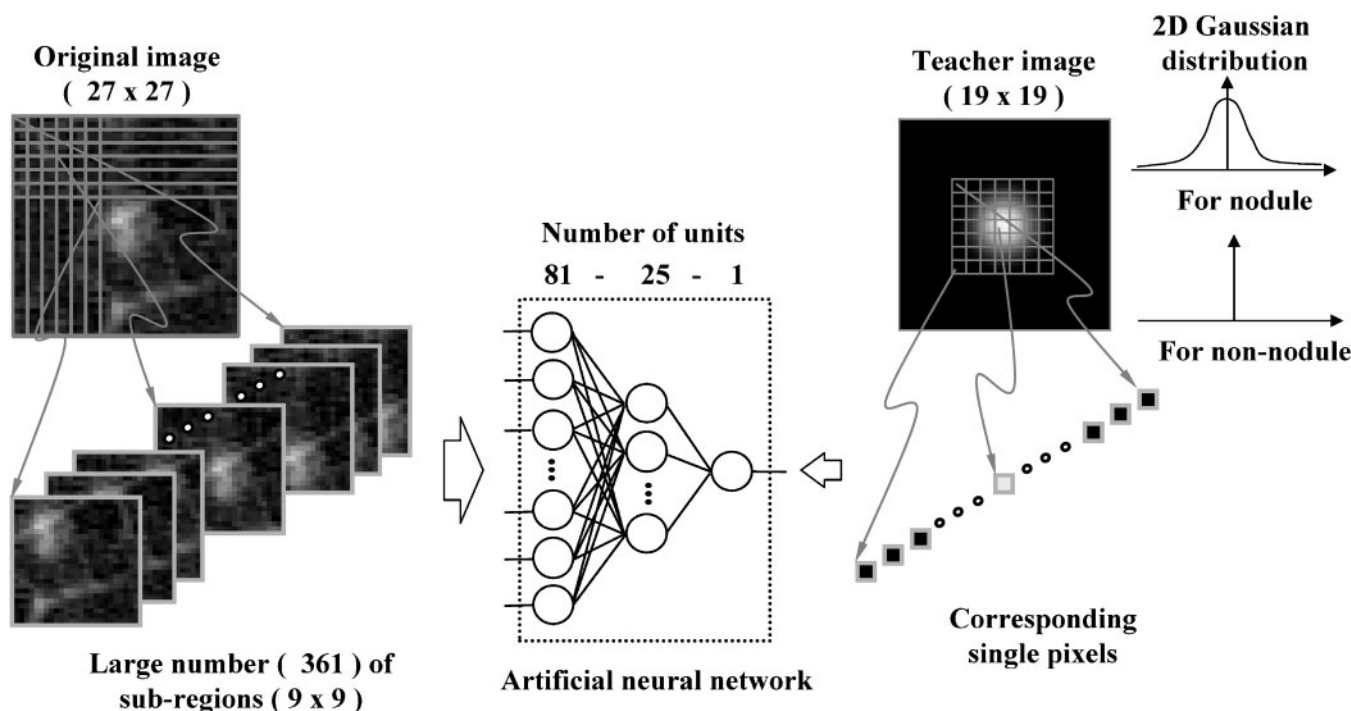 Original image
( 27 x 27 )
Large number ( 361 ) of
sub-regions ( 9 x 9 )
Number of units
81 - 25 - 1
Artificial neural network
Teacher image
( 19 x 19 )
2D Gaussian
distribution
For nodule
For non-nodule
Corresponding
single pixels